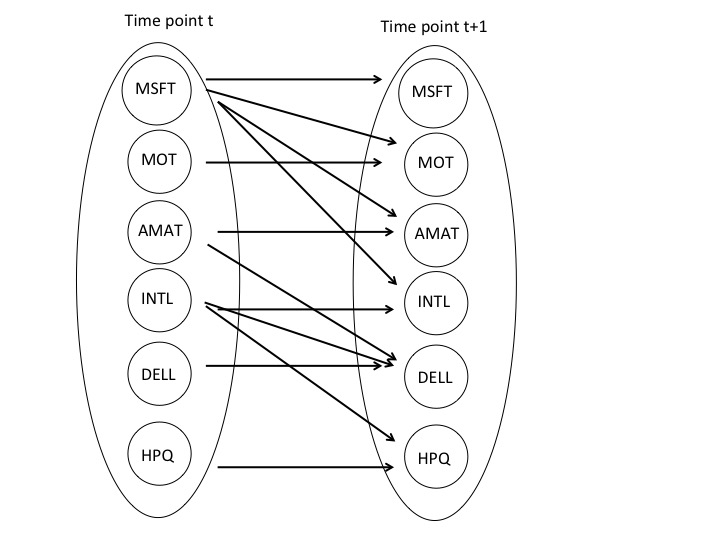 Time point t
Time point t+1
MSFT
MSFT
MOT
MOT
AMAT
AMAT
INTL
INTL
DELL
DELL
HPQ
HPQ